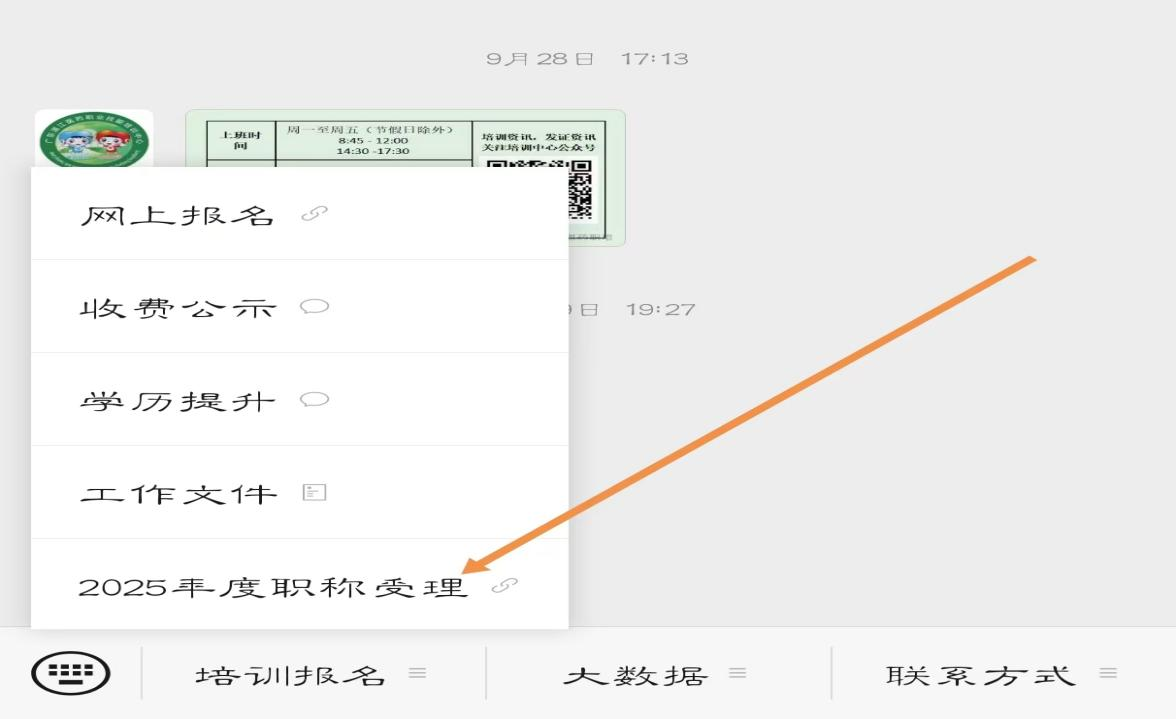 9月28日 17:13
上班时间
周一至周五（节假日除外）
8:45 - 12:00
14:30 -17:30
培训资讯，发证资讯
关注培训中心公众号
网上报名
收费公示
日 19:27
学历提升
工作文件
2025年度职称受理
培训报名
大数据
联系方式